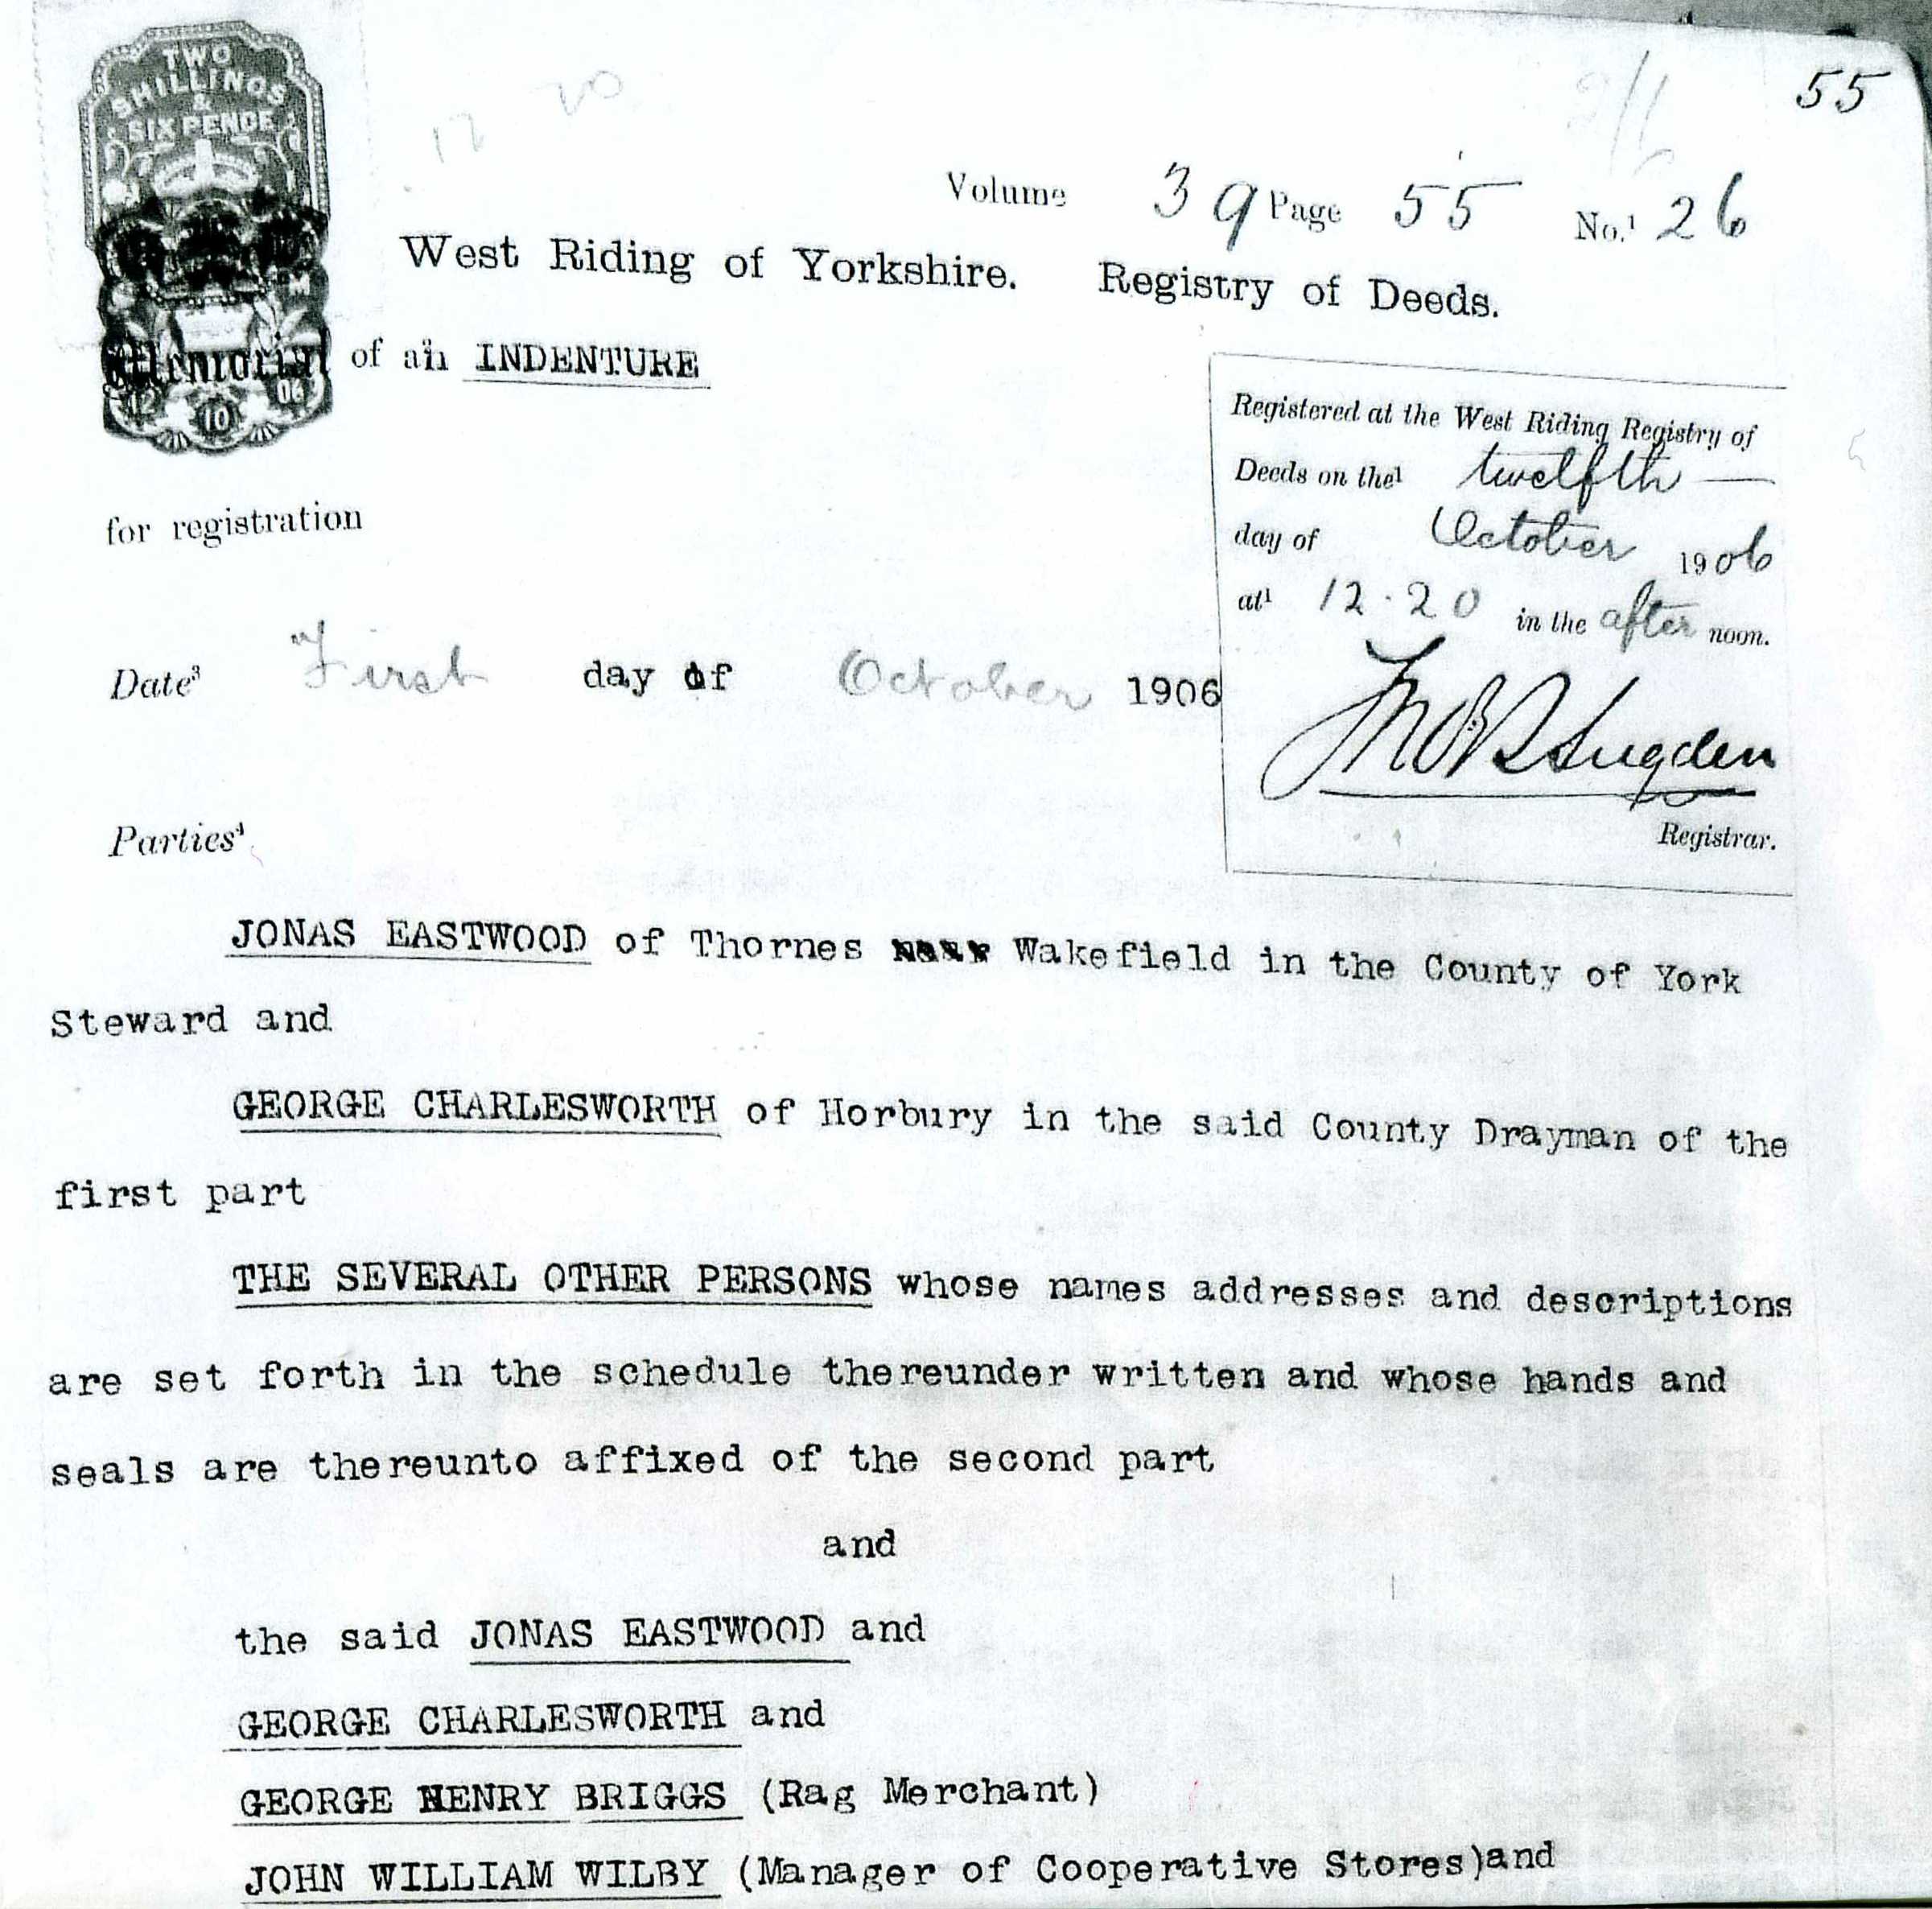 55
TWO
SHILLINGS
&
SIX PENCE
12 20
2/6
Volume 39 Page 55 No.¹ 26
West Riding of Yorkshire. Registry of Deeds.
Memorial of an INDENTURE
12 10 06
Registered at the West Riding Registry of
Deeds on the¹ twelfth —
day of October 1906
at¹ 12.20 in the after noon.
Sugden
Registrar.
for registration
Date³ First day of October 1906
Parties⁴
JONAS EASTWOOD of Thornes Wakefield in the County of York
Steward and
GEORGE CHARLESWORTH of Horbury in the said County Drayman of the
first part
THE SEVERAL OTHER PERSONS whose names addresses and descriptions
are set forth in the schedule thereunder written and whose hands and
seals are thereunto affixed of the second part
and
the said JONAS EASTWOOD and
GEORGE CHARLESWORTH and
GEORGE HENRY BRIGGS (Rag Merchant)
JOHN WILLIAM WILBY (Manager of Cooperative Stores)and